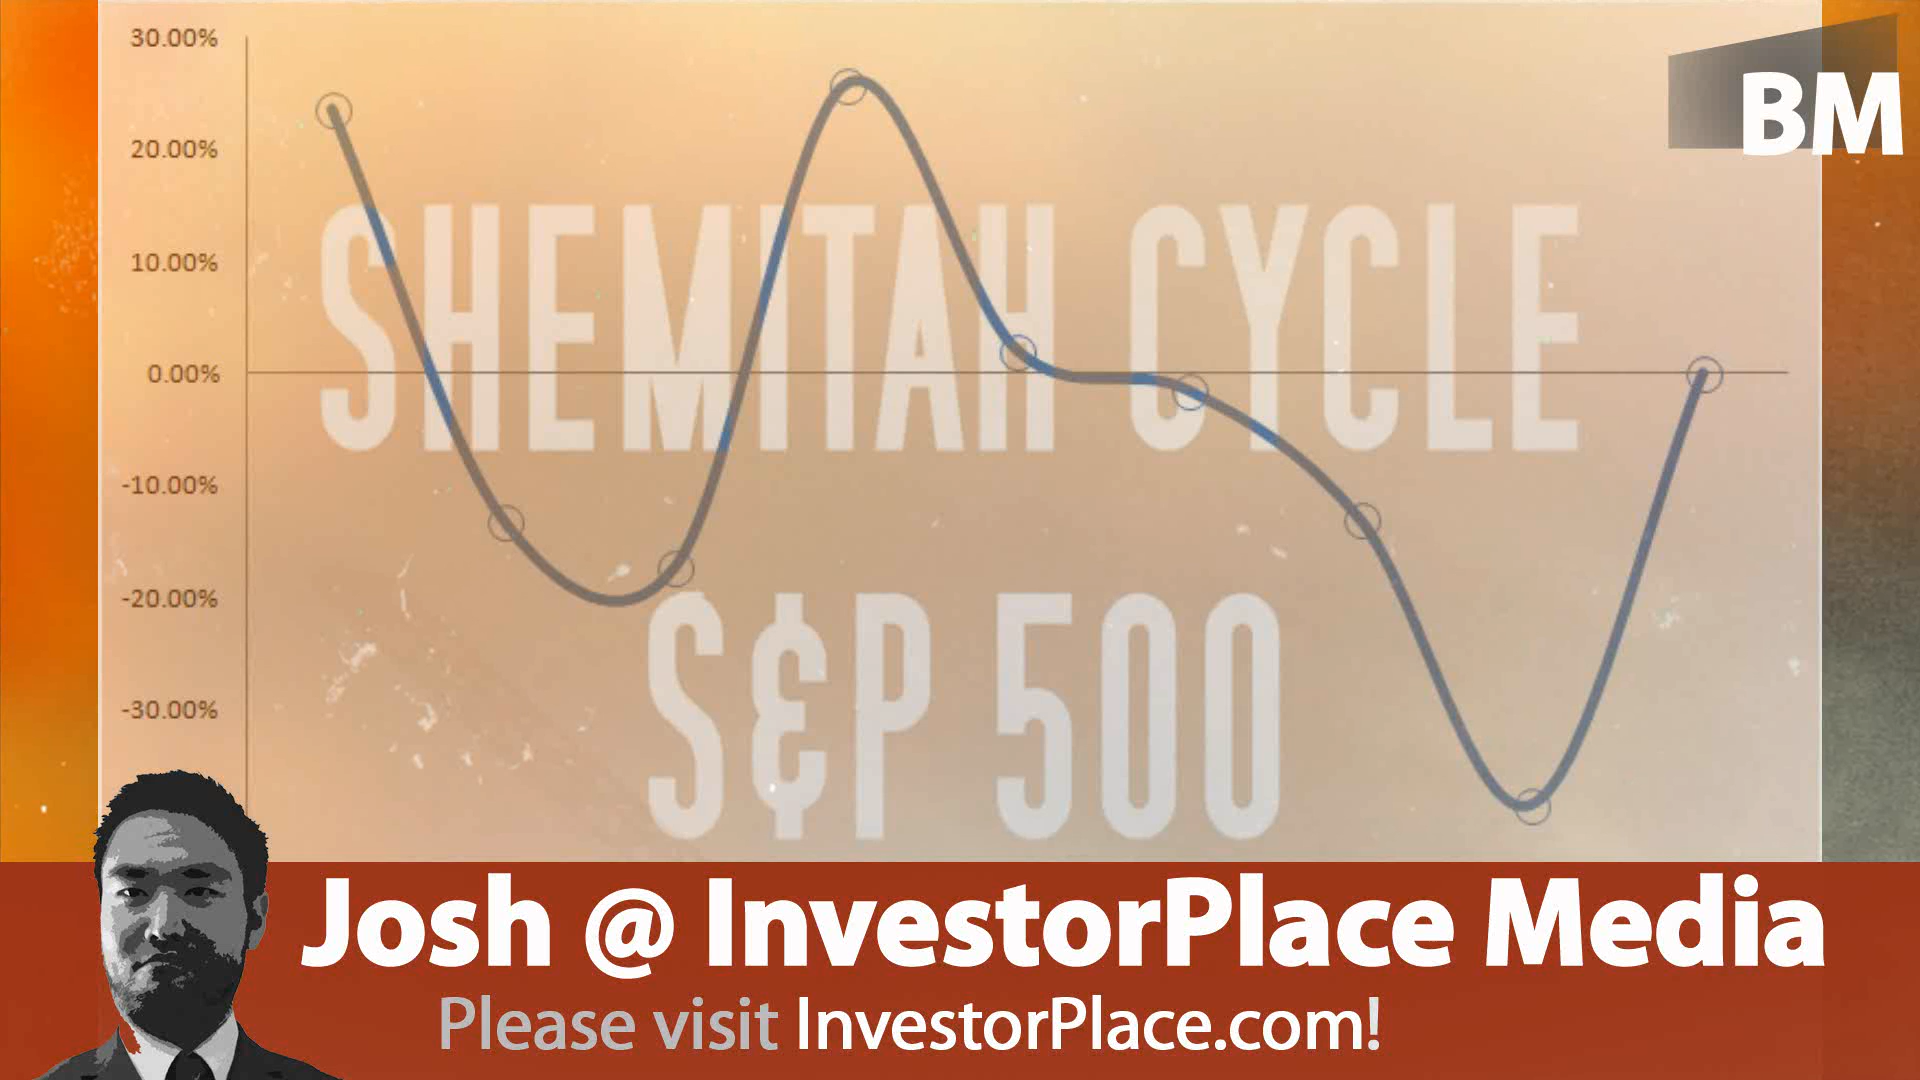 30.00%
BM
20.00%
10.00%
SHEMITAH CYCLE
0.00%
-10.00%
-20.00%
S&P 500
-30.00%
Josh @ InvestorPlace Media
Please visit InvestorPlace.com!